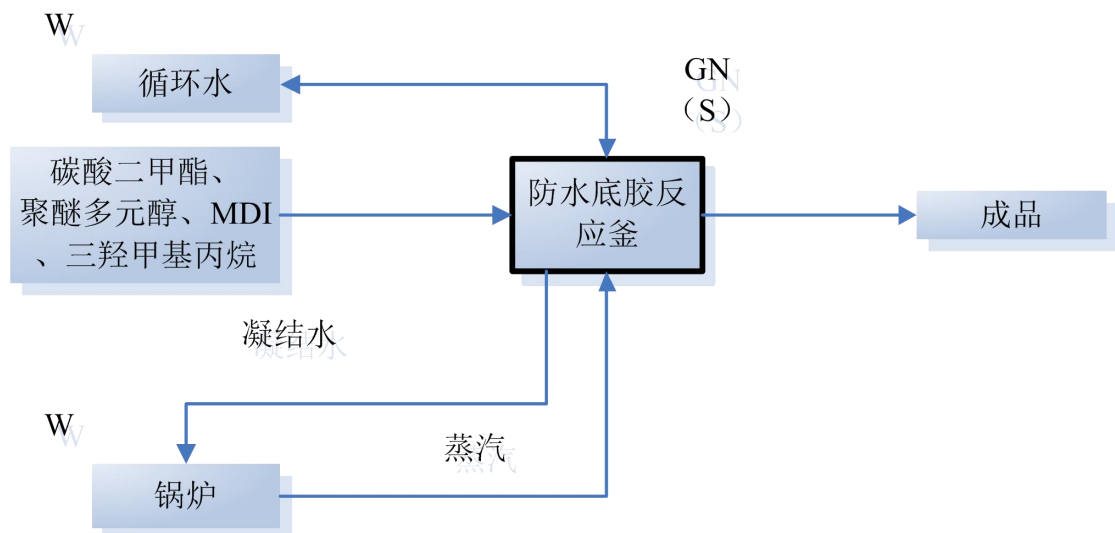 W
循环水
GN
（S）
碳酸二甲酯、
聚醚多元醇、MDI
、三羟甲基丙烷
防水底胶反
应釜
成品
凝结水
W
蒸汽
锅炉